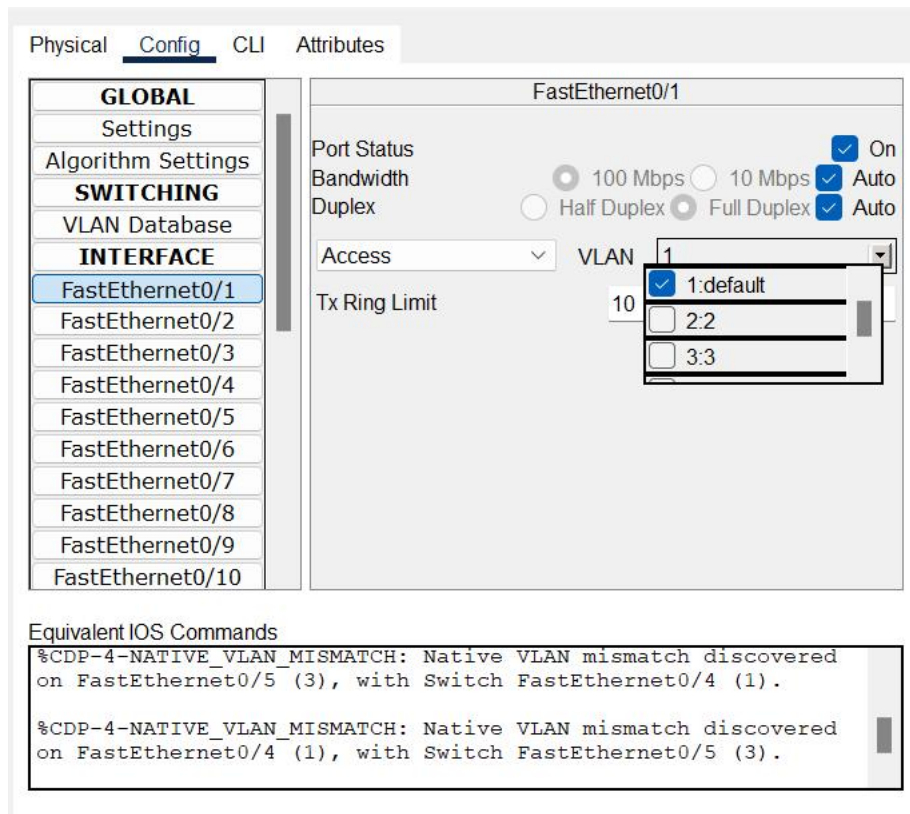 Physical Config CLI Attributes
GLOBAL
Settings
Algorithm Settings
SWITCHING
VLAN Database
INTERFACE
FastEthernet0/1
FastEthernet0/2
FastEthernet0/3
FastEthernet0/4
FastEthernet0/5
FastEthernet0/6
FastEthernet0/7
FastEthernet0/8
FastEthernet0/9
FastEthernet0/10
FastEthernet0/1
Port Status On
Bandwidth 100 Mbps 10 Mbps Auto
Duplex Half Duplex Full Duplex Auto
Access VLAN 1
1:default
Tx Ring Limit 10
2:2
3:3
Equivalent IOS Commands
%CDP-4-NATIVE_VLAN_MISMATCH: Native VLAN mismatch discovered
on FastEthernet0/5 (3), with Switch FastEthernet0/4 (1).
%CDP-4-NATIVE_VLAN_MISMATCH: Native VLAN mismatch discovered
on FastEthernet0/4 (1), with Switch FastEthernet0/5 (3).